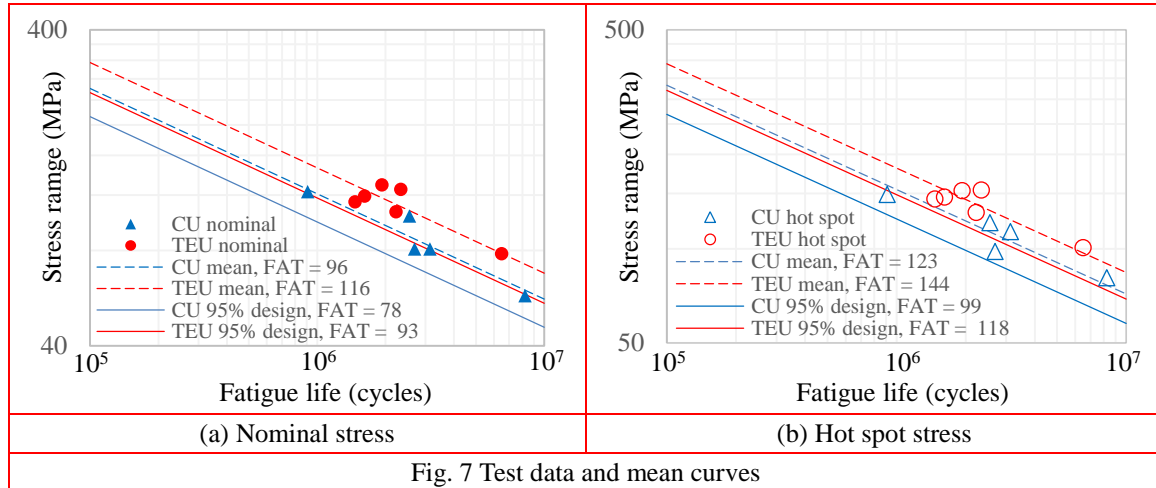 400
Stress range (MPa)
40
CU nominal
TEU nominal
CU mean, FAT = 96
TEU mean, FAT = 116
CU 95% design, FAT = 78
TEU 95% design, FAT = 93
10⁵
10⁶
10⁷
Fatigue life (cycles)
(a) Nominal stress
500
Stress range (MPa)
50
CU hot spot
TEU hot spot
CU mean, FAT = 123
TEU mean, FAT = 144
CU 95% design, FAT = 99
TEU 95% design, FAT = 118
10⁵
10⁶
10⁷
Fatigue life (cycles)
(b) Hot spot stress
Fig. 7 Test data and mean curves